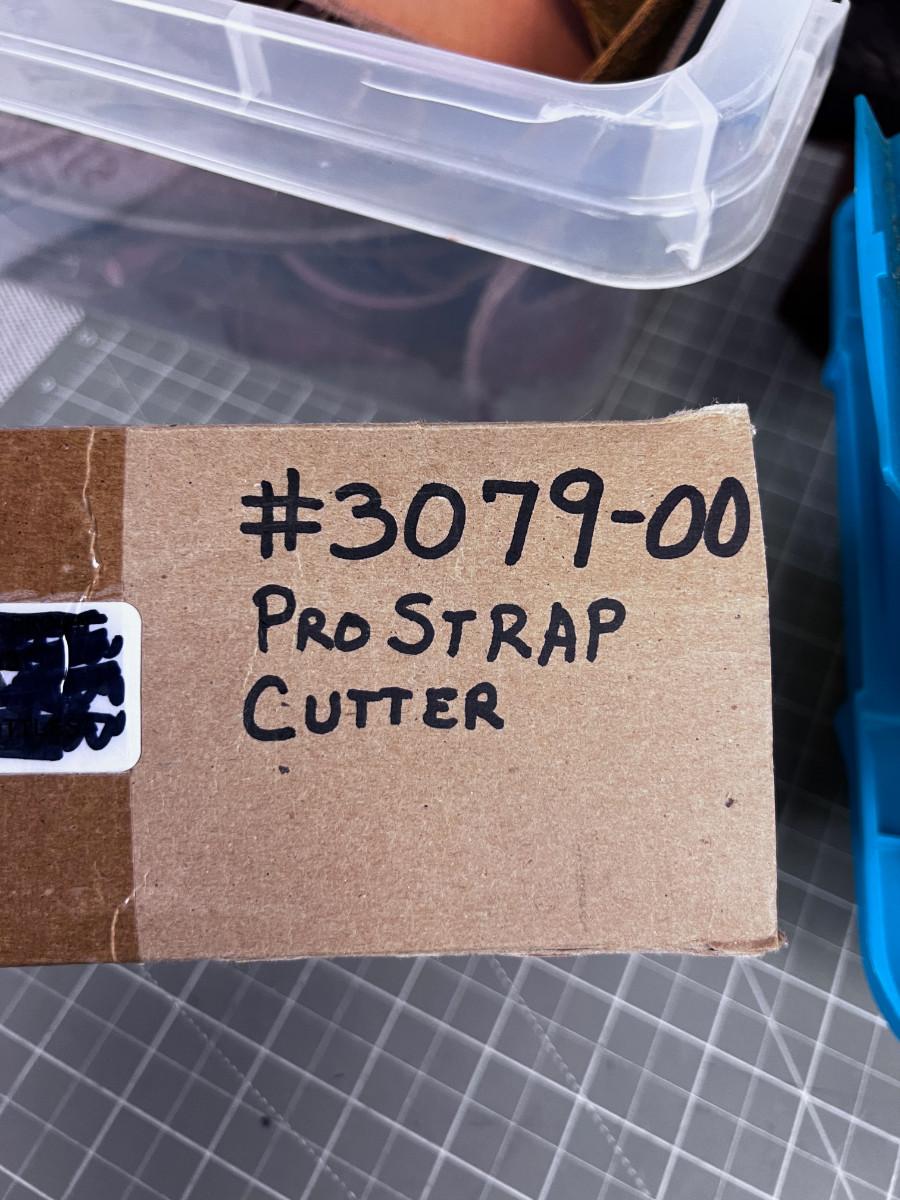 #3079-00
PRO STRAP
CUTTER